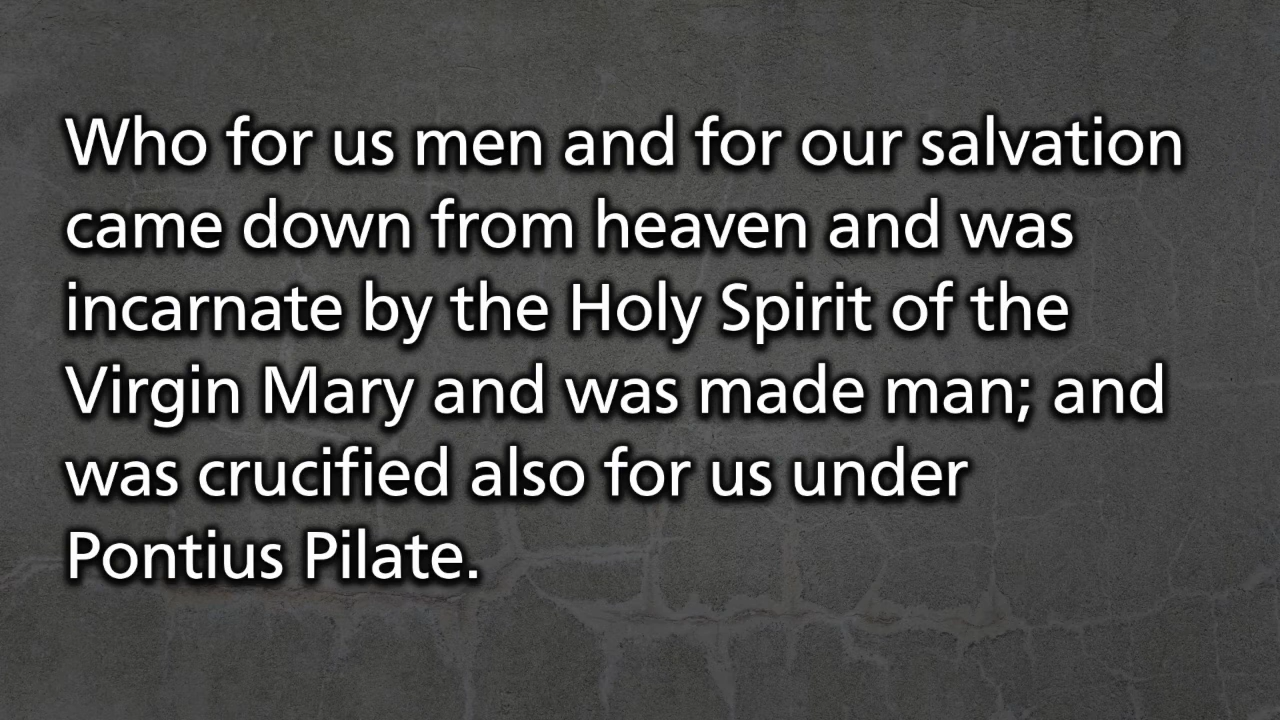 Who for us men and for our salvation
came down from heaven and was
incarnate by the Holy Spirit of the
Virgin Mary and was made man; and
was crucified also for us under
Pontius Pilate.